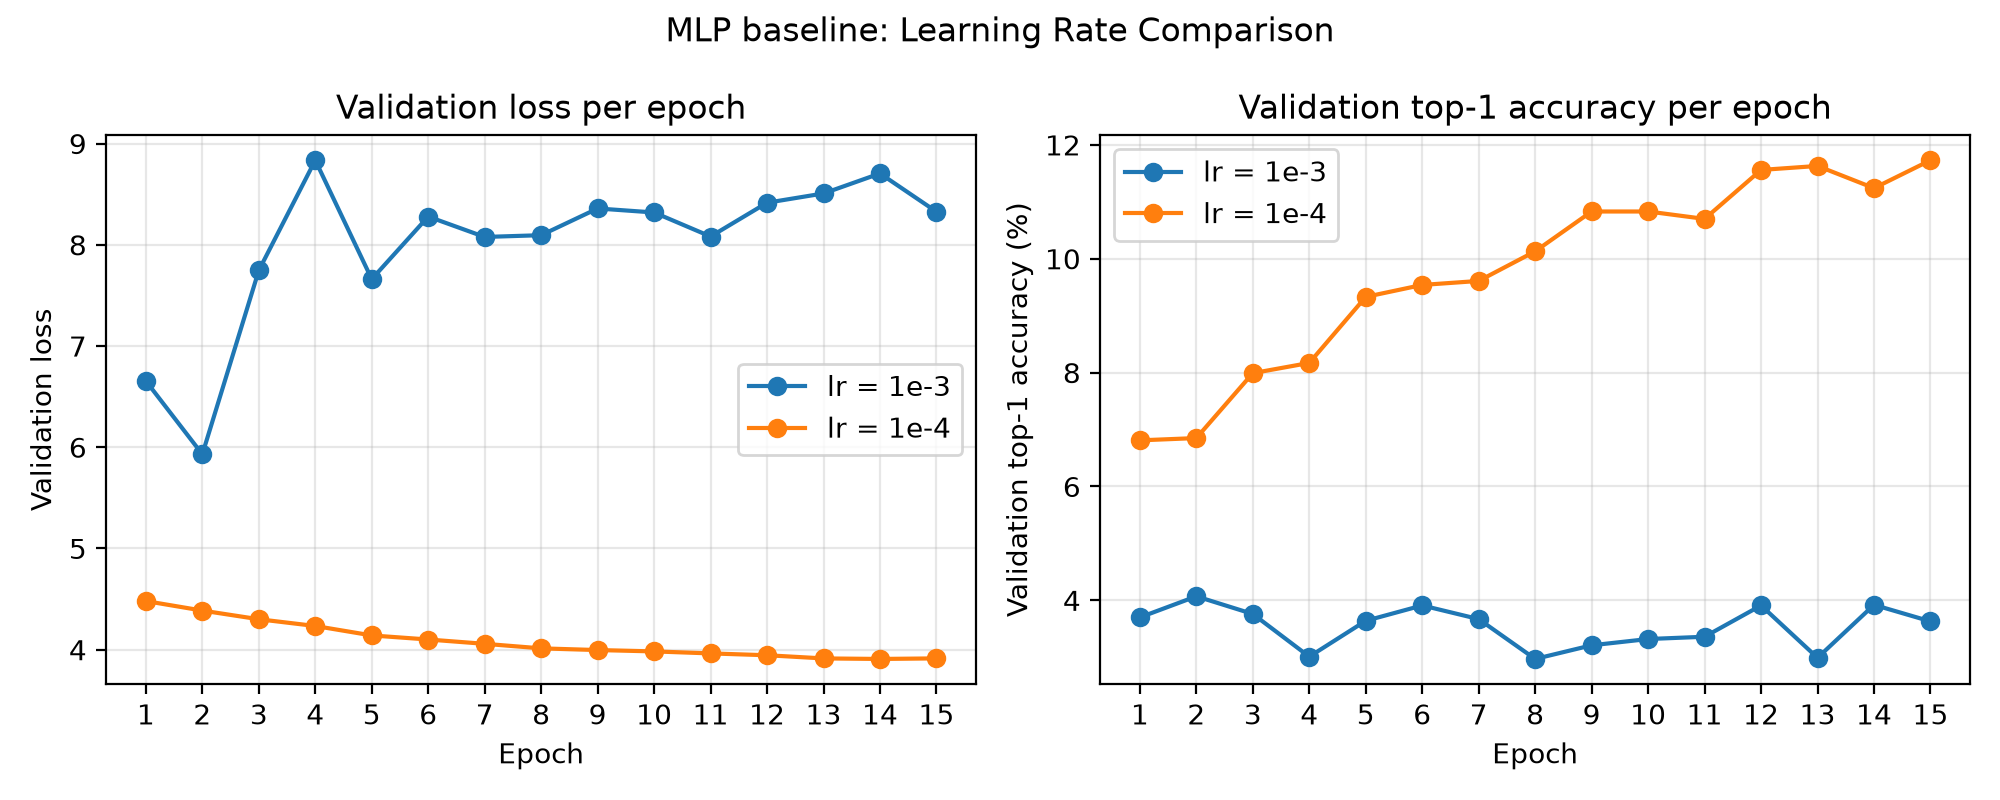 MLP baseline: Learning Rate Comparison
Validation loss per epoch
Validation loss
9
8
7
6
5
4
lr = 1e-3
lr = 1e-4
1 2 3 4 5 6 7 8 9 10 11 12 13 14 15
Epoch
Validation top-1 accuracy per epoch
Validation top-1 accuracy (%)
12
10
8
6
4
lr = 1e-3
lr = 1e-4
1 2 3 4 5 6 7 8 9 10 11 12 13 14 15
Epoch